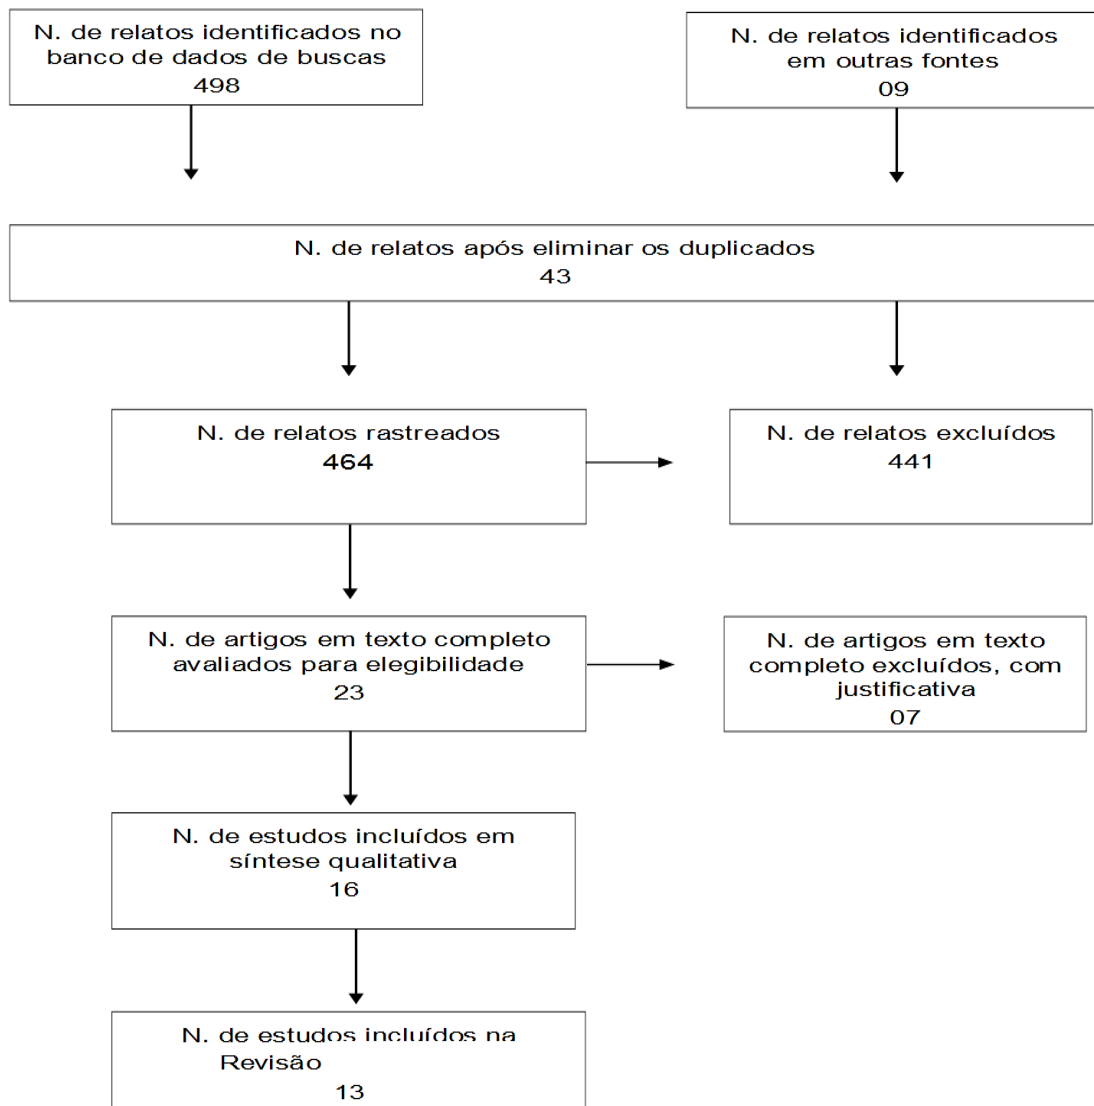 N. de relatos identificados no
banco de dados de buscas
498
N. de relatos identificados
em outras fontes
09
N. de relatos após eliminar os duplicados
43
N. de relatos rastreados
464
N. de relatos excluídos
441
N. de artigos em texto completo
avaliados para elegibilidade
23
N. de artigos em texto
completo excluídos, com
justificativa
07
N. de estudos incluídos em
síntese qualitativa
16
N. de estudos incluídos na
Revisão
13